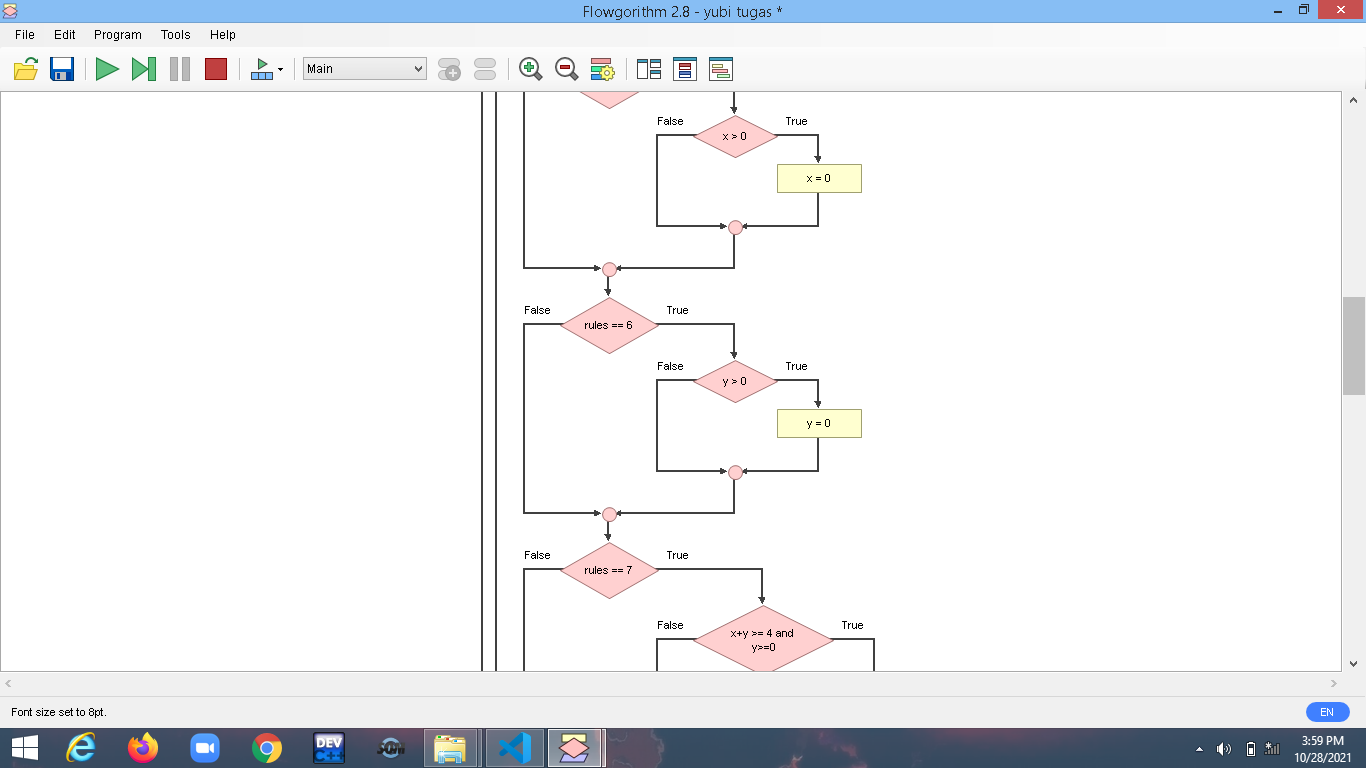 Flowgorithm 2.8 - yubi tugas *
File Edit Program Tools Help
Main
False True
x > 0
x = 0
False True
rules == 6
False True
y > 0
y = 0
False True
rules == 7
False True
x+y >= 4 and
y>=0
Font size set to 8pt.
EN
DEV
C++
3:59 PM
10/28/2021